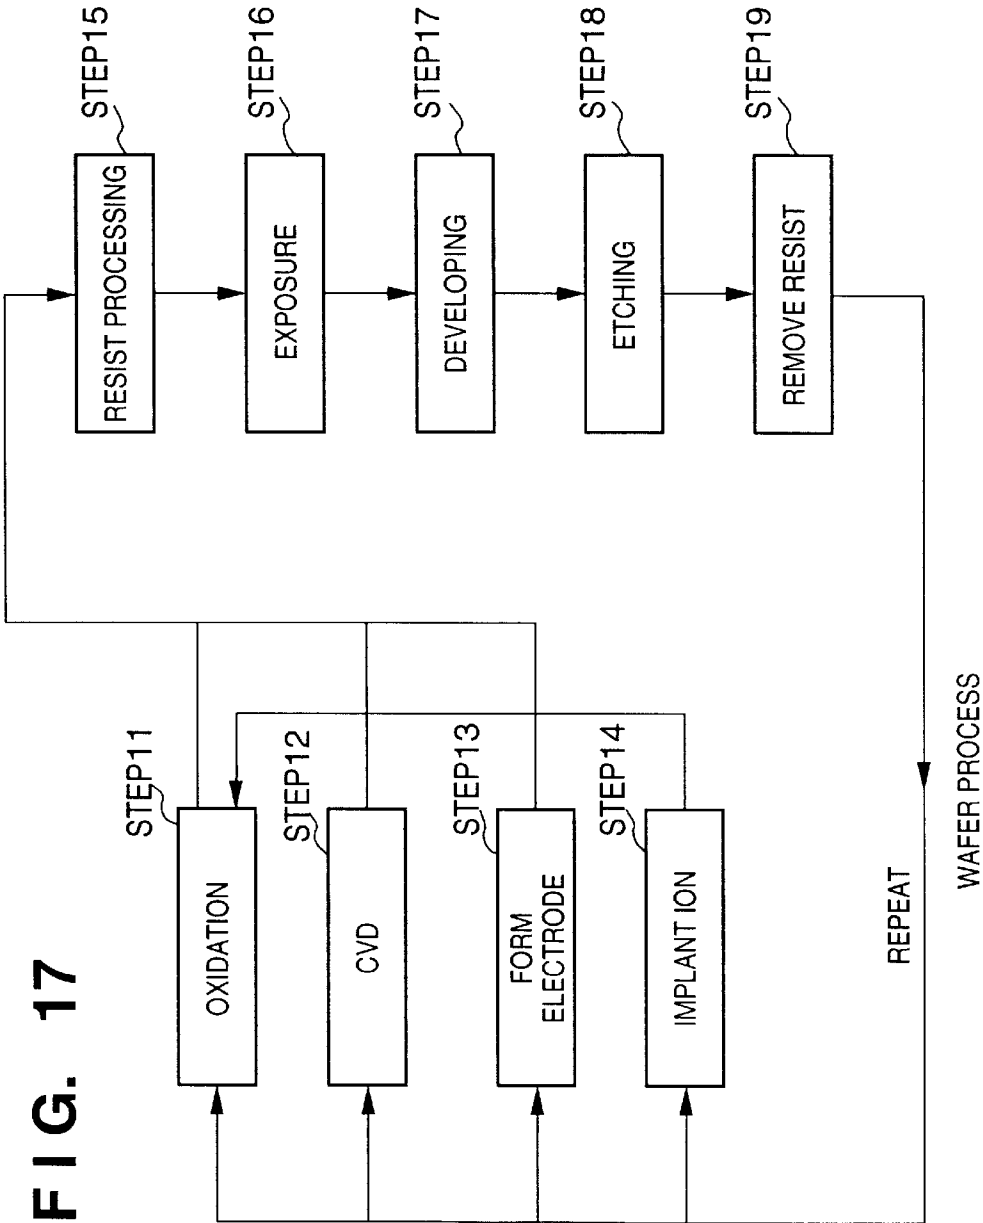 FIG. 17
OXIDATION
STEP11
CVD
STEP12
FORM
ELECTRODE
STEP13
IMPLANT ION
STEP14
RESIST PROCESSING
STEP15
EXPOSURE
STEP16
DEVELOPING
STEP17
ETCHING
STEP18
REMOVE RESIST
STEP19
REPEAT
WAFER PROCESS